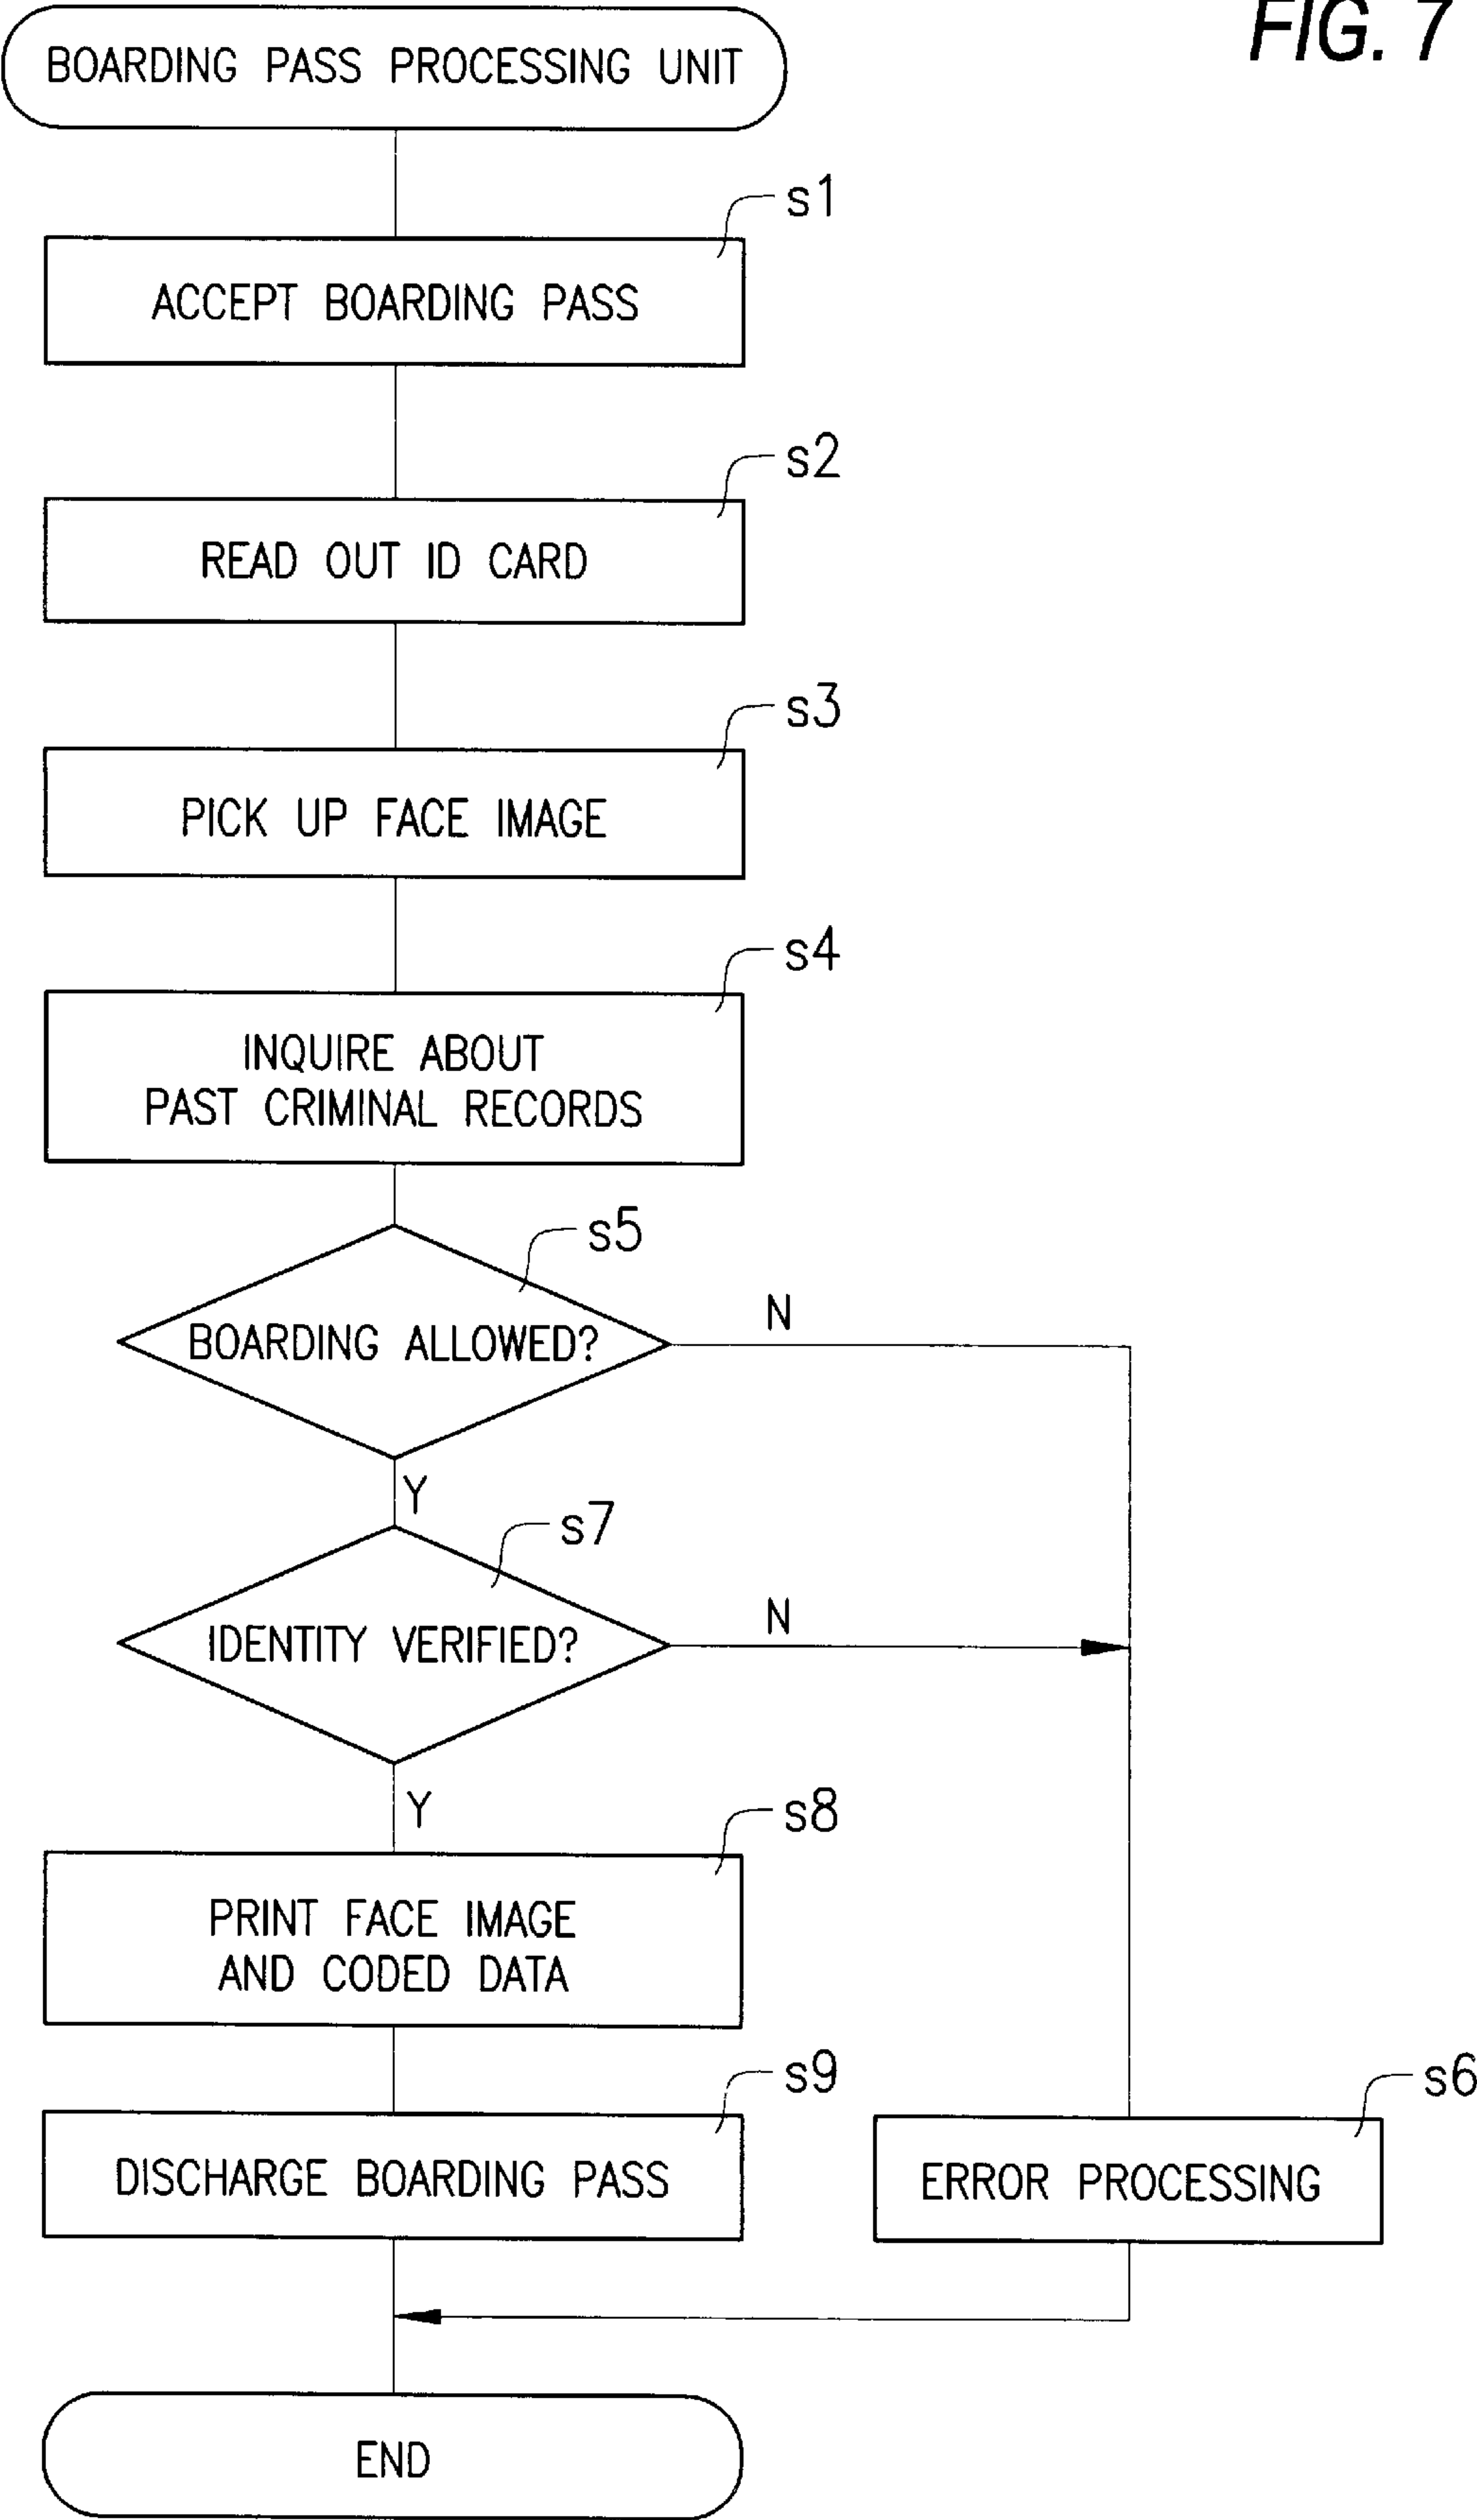 FIG. 7
BOARDING PASS PROCESSING UNIT
s1
ACCEPT BOARDING PASS
s2
READ OUT ID CARD
s3
PICK UP FACE IMAGE
s4
INQUIRE ABOUT
PAST CRIMINAL RECORDS
s5
BOARDING ALLOWED?
N
Y
s7
IDENTITY VERIFIED?
N
Y
s8
PRINT FACE IMAGE
AND CODED DATA
s9
DISCHARGE BOARDING PASS
s6
ERROR PROCESSING
END